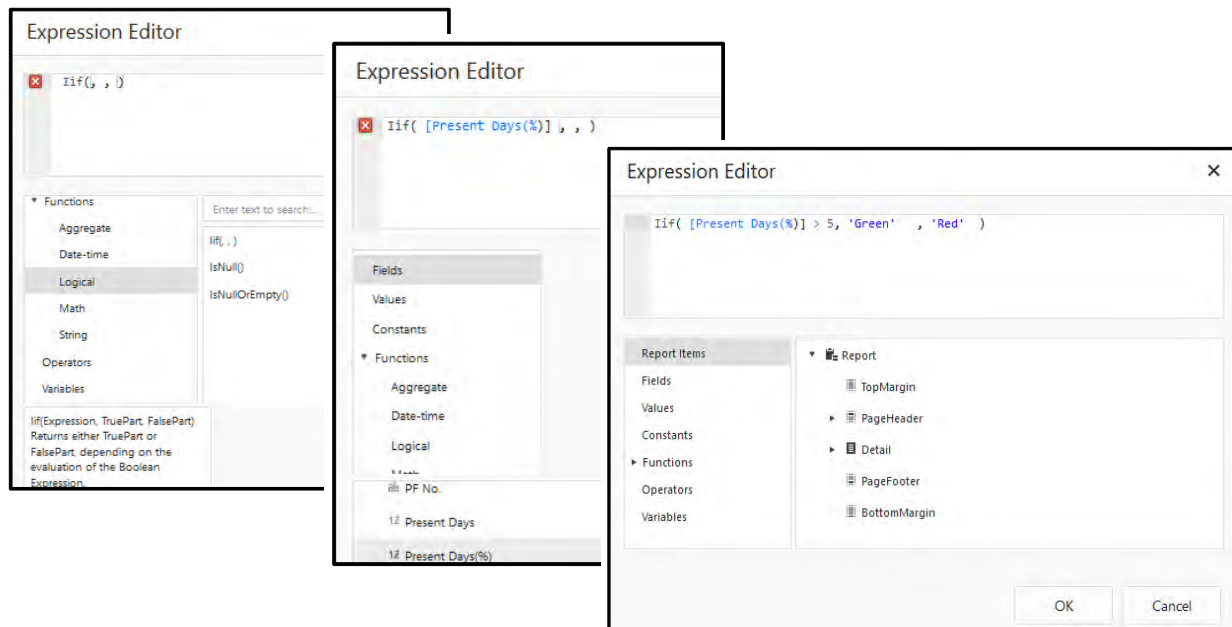 Expression Editor
Iif(, , )
Functions
Aggregate
Date-time
Logical
Math
String
Operators
Variables
Enter text to search...
Iif(, , )
IsNull()
IsNullOrEmpty()
Iif(Expression, TruePart, FalsePart)
Returns either TruePart or
FalsePart, depending on the
evaluation of the Boolean
Expression.
Expression Editor
Iif( [Present Days(%)] , , )
Fields
Values
Constants
Functions
Aggregate
Date-time
Logical
Math
ab PF No.
12 Present Days
12 Present Days(%)
Expression Editor
Iif( [Present Days(%)] > 5, 'Green' , 'Red' )
Report Items
Fields
Values
Constants
Functions
Operators
Variables
Report
TopMargin
PageHeader
Detail
PageFooter
BottomMargin
OK Cancel